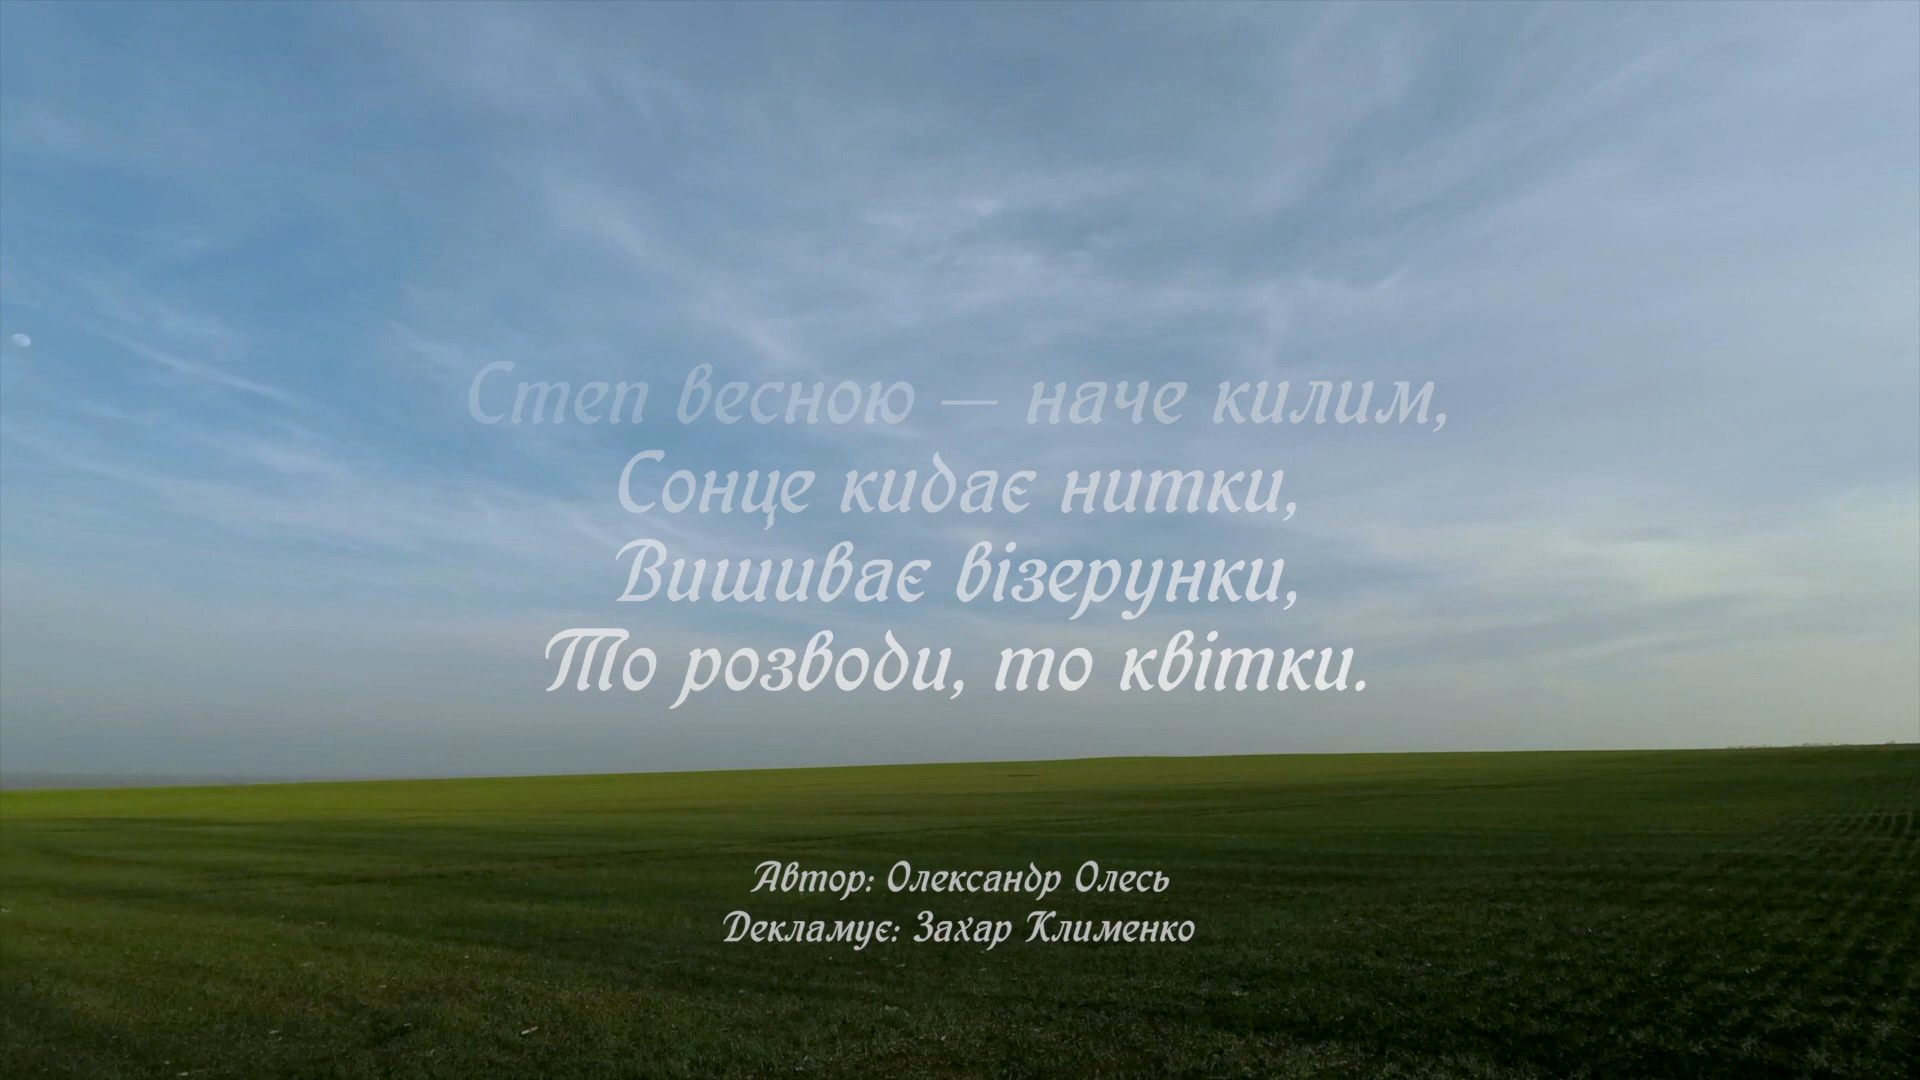 Степ весною — наче килим,
Сонце кидає нитки,
Вишиває візерунки,
То розводи, то квітки.
Автор: Олександр Олесь
Декламує: Захар Клименко